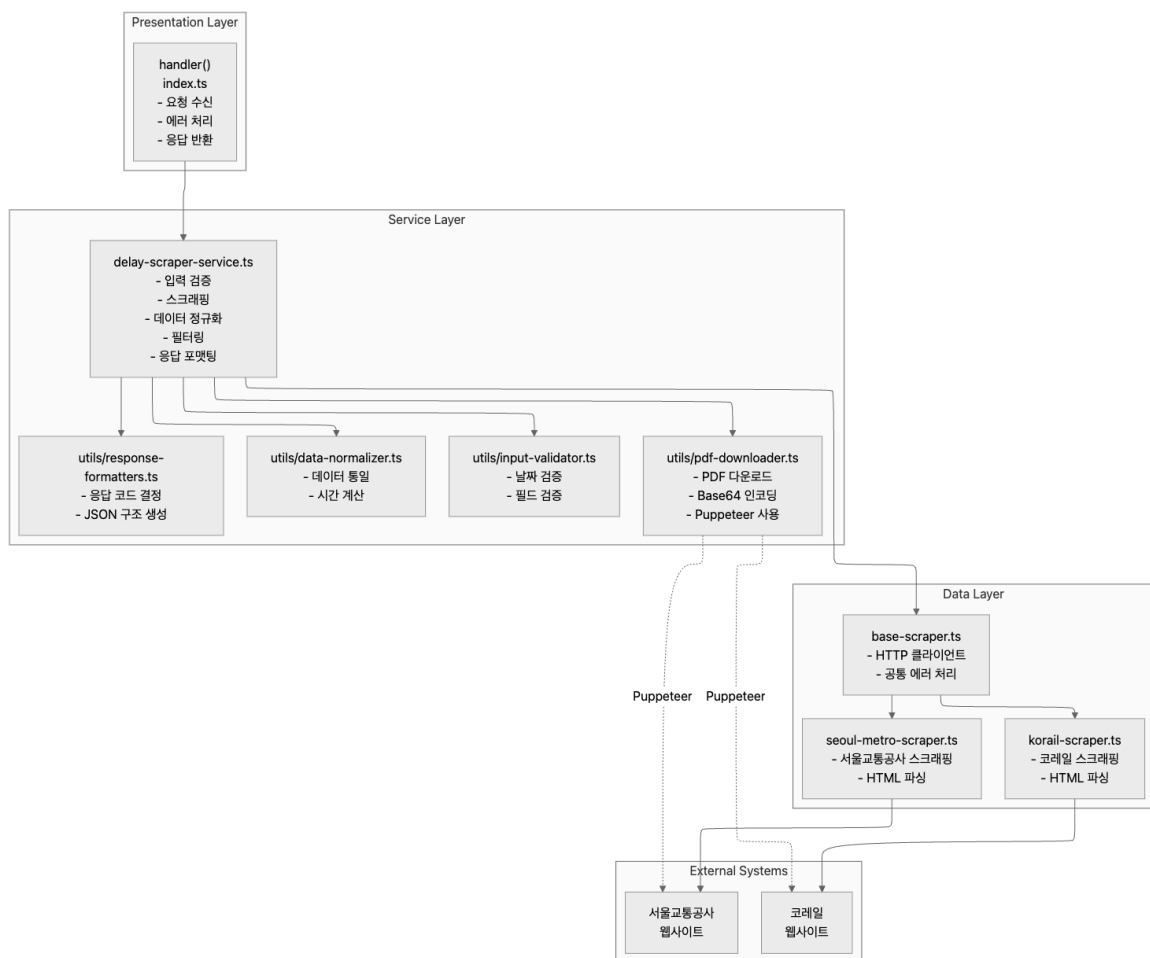 Presentation Layer
handler()
index.ts
- 요청 수신
- 에러 처리
- 응답 반환
Service Layer
delay-scraper-service.ts
- 입력 검증
- 스크래핑
- 데이터 정규화
- 필터링
- 응답 포맷팅
utils/response-
formatters.ts
- 응답 코드 결정
- JSON 구조 생성
utils/data-normalizer.ts
- 데이터 통일
- 시간 계산
utils/input-validator.ts
- 날짜 검증
- 필드 검증
utils/pdf-downloader.ts
- PDF 다운로드
- Base64 인코딩
- Puppeteer 사용
Data Layer
base-scraper.ts
- HTTP 클라이언트
- 공통 에러 처리
Puppeteer
Puppeteer
seoul-metro-scraper.ts
- 서울교통공사 스크래핑
- HTML 파싱
korail-scraper.ts
- 코레일 스크래핑
- HTML 파싱
External Systems
서울교통공사
웹사이트
코레일
웹사이트